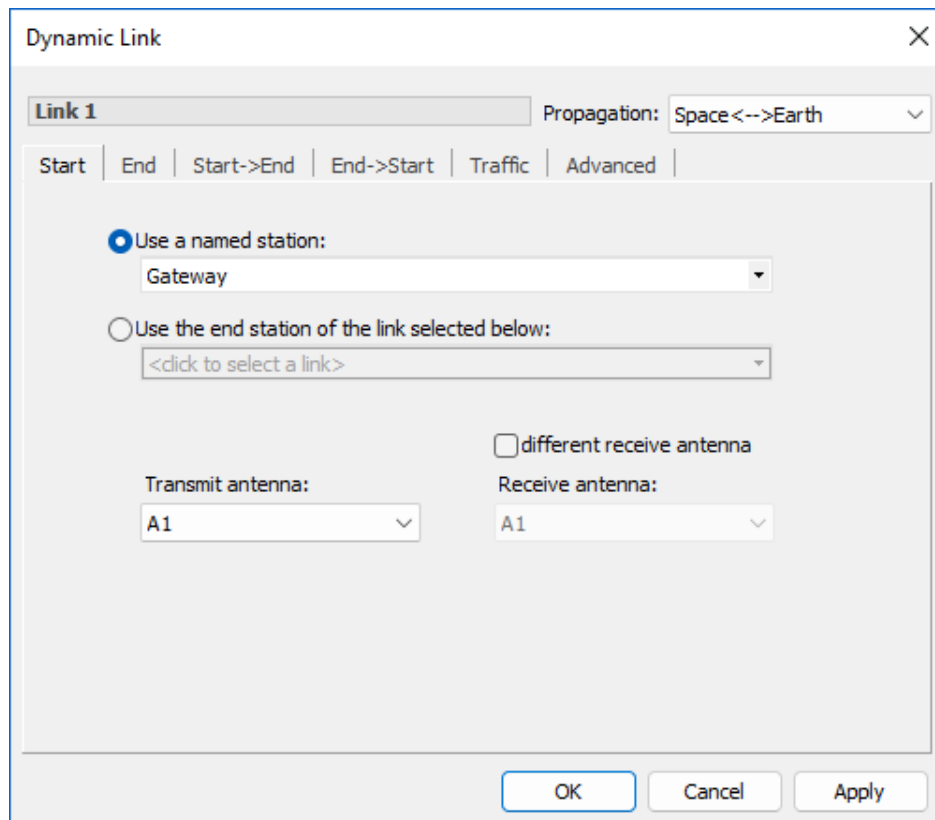 Dynamic Link
Link 1
Propagation: Space<-->Earth
Start End Start->End End->Start Traffic Advanced
Use a named station:
Gateway
Use the end station of the link selected below:
<click to select a link>
different receive antenna
Transmit antenna: Receive antenna:
A1 A1
OK Cancel Apply